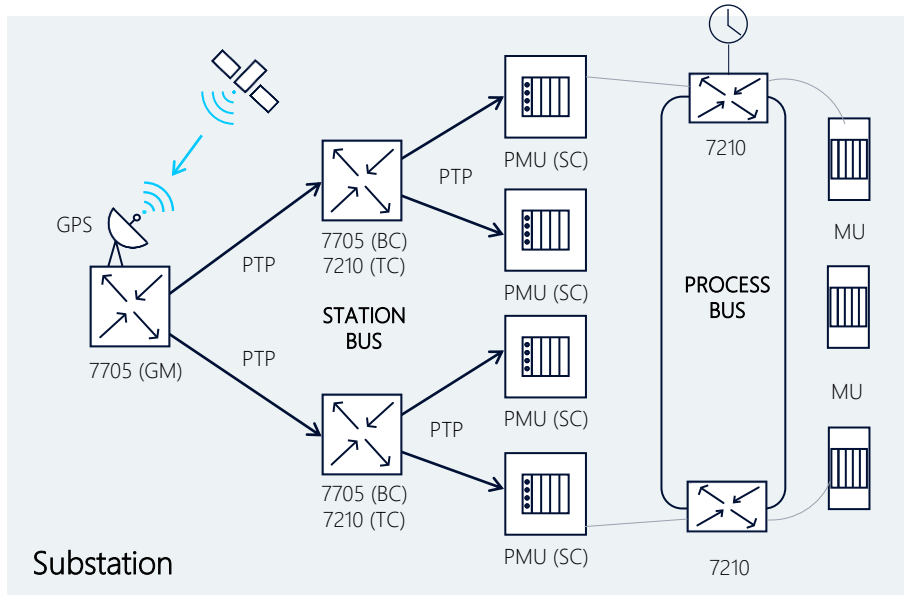 GPS
7705 (GM)
PTP
PTP
7705 (BC)
7210 (TC)
STATION
BUS
7705 (BC)
7210 (TC)
PTP
PTP
PMU (SC)
PMU (SC)
PMU (SC)
PMU (SC)
7210
PROCESS
BUS
7210
MU
MU
Substation